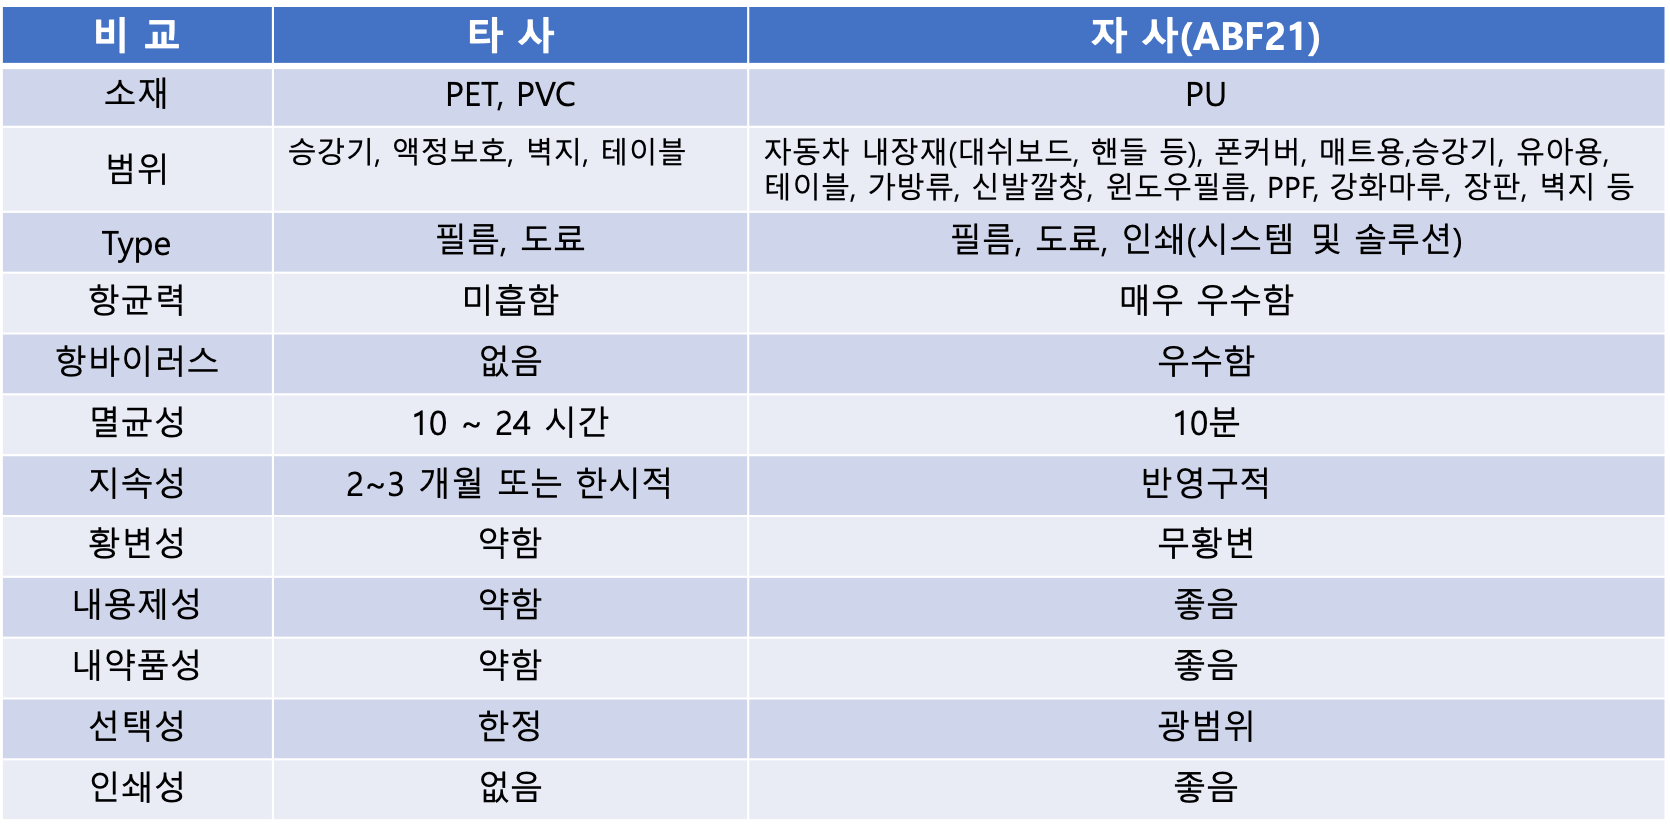 비 교 타 사 자 사(ABF21)
소재 PET, PVC PU
범위 승강기, 액정보호, 벽지, 테이블 자동차 내장재(대쉬보드, 핸들 등), 폰커버, 매트용,승강기, 유아용,
테이블, 가방류, 신발깔창, 윈도우필름, PPF, 강화마루, 장판, 벽지 등
Type 필름, 도료 필름, 도료, 인쇄(시스템 및 솔루션)
항균력 미흡함 매우 우수함
항바이러스 없음 우수함
멸균성 10 ~ 24 시간 10분
지속성 2~3 개월 또는 한시적 반영구적
황변성 약함 무황변
내용제성 약함 좋음
내약품성 약함 좋음
선택성 한정 광범위
인쇄성 없음 좋음